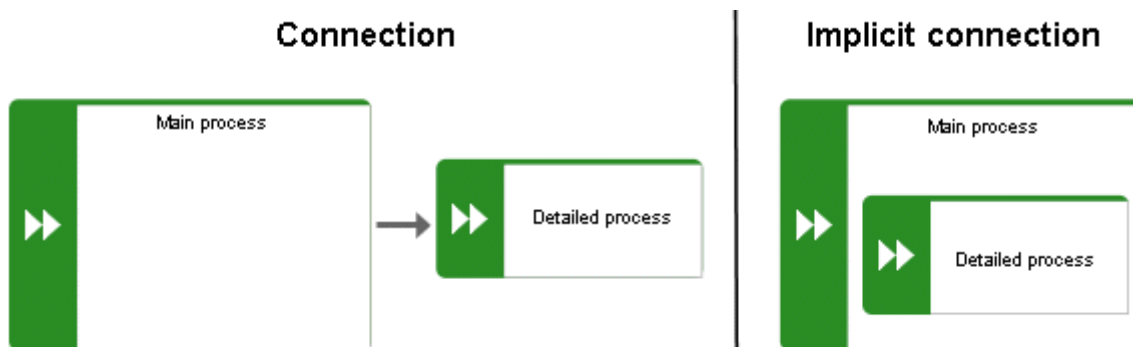 Connection
Main process
Detailed process
Implicit connection
Main process
Detailed process